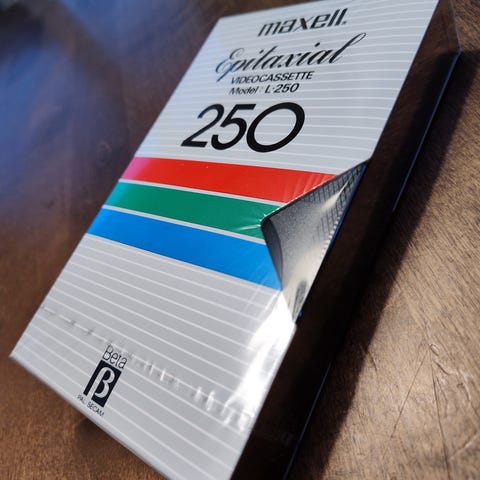 maxell.
Epitaxial
VIDEOCASSETTE
Model : L-250
250
Beta
β
PAL SECAM